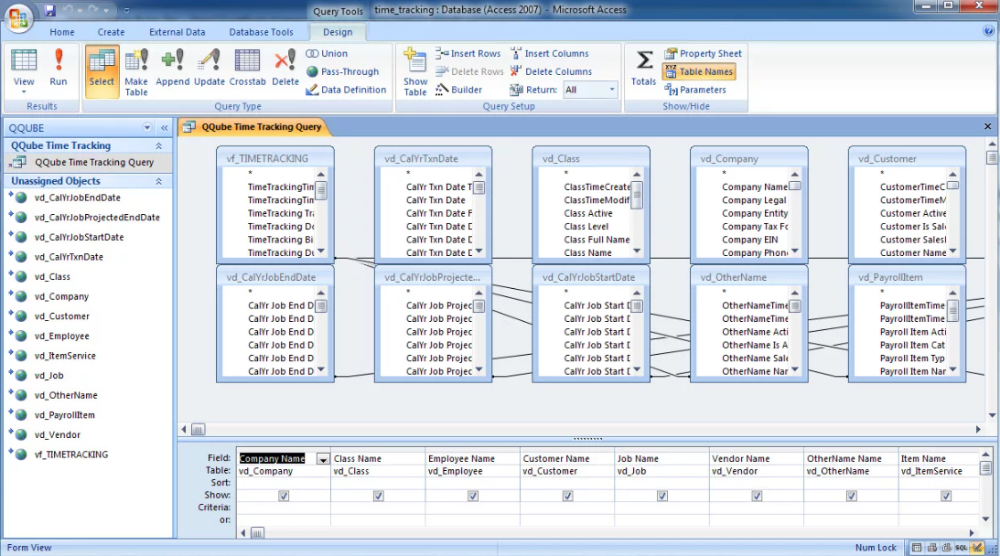 Query Tools
time_tracking : Database (Access 2007) - Microsoft Access
Home Create External Data Database Tools Design
View
Run
Results
Select
Make Table
Append
Update
Crosstab
Delete
Union
Pass-Through
Data Definition
Query Type
Show Table
Insert Rows
Delete Rows
Builder
Insert Columns
Delete Columns
Return: All
Query Setup
Totals
Property Sheet
XYZ Table Names
Parameters
Show/Hide
QQUBE
QQube Time Tracking
QQube Time Tracking Query
Unassigned Objects
vd_CalYrJobEndDate
vd_CalYrJobProjectedEndDate
vd_CalYrJobStartDate
vd_CalYrTxnDate
vd_Class
vd_Company
vd_Customer
vd_Employee
vd_ItemService
vd_Job
vd_OtherName
vd_PayrollItem
vd_Vendor
vf_TIMETRACKING
QQube Time Tracking Query
vf_TIMETRACKING
*
TimeTrackingTim
TimeTrackingTim
TimeTracking Tra
TimeTracking Do
TimeTracking Bi
TimeTracking Du
vd_CalYrTxnDate
*
CalYr Txn Date T
CalYr Txn Date
CalYr Txn Date F
CalYr Txn Date C
CalYr Txn Date C
CalYr Txn Date D
vd_Class
*
ClassTimeCreate
ClassTimeModif
Class Active
Class Level
Class Full Name
Class Name
vd_Company
*
Company Name
Company Legal
Company Entity
Company Tax Fo
Company EIN
Company Phon
vd_Customer
*
CustomerTimeC
CustomerTimeM
Customer Active
Customer Is Sale
Customer Salesl
Customer Name
vd_CalYrJobEndDate
*
CalYr Job End D
CalYr Job End D
CalYr Job End D
CalYr Job End D
CalYr Job End D
CalYr Job End D
vd_CalYrJobProjecte...
*
CalYr Job Projec
CalYr Job Projec
CalYr Job Projec
CalYr Job Projec
CalYr Job Projec
CalYr Job Projec
vd_CalYrJobStartDate
*
CalYr Job Start D
CalYr Job Start D
CalYr Job Start D
CalYr Job Start D
CalYr Job Start D
CalYr Job Start D
vd_OtherName
*
OtherNameTime
OtherNameTime
OtherName Acti
OtherName Is A
OtherName Sale
OtherName Nar
vd_PayrollItem
*
PayrollItemTime
PayrollItemTime
Payroll Item Acti
Payroll Item Cat
Payroll Item Typ
Payroll Item Nar
Field: Company Name Class Name Employee Name Customer Name Job Name Vendor Name OtherName Name Item Name
Table: vd_Company vd_Class vd_Employee vd_Customer vd_Job vd_Vendor vd_OtherName vd_ItemService
Sort:
Show:
Criteria:
or:
Form View
Num Lock
SQL